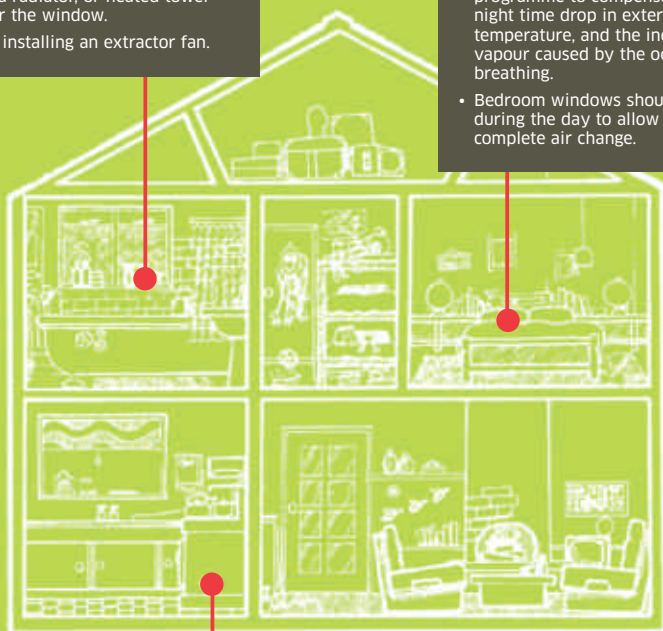 radiator, or heated towel
the window.
installing an extractor fan.
programme to compens
night time drop in exter
temperature, and the inc
vapour caused by the oc
breathing.
• Bedroom windows shou
during the day to allow
complete air change.